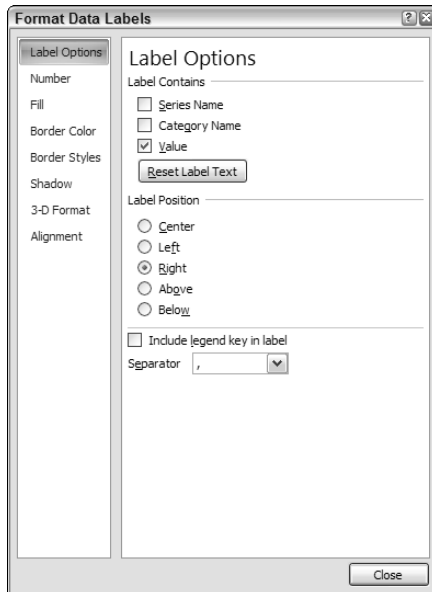 Format Data Labels
Label Options
Number
Fill
Border Color
Border Styles
Shadow
3-D Format
Alignment
Label Options
Label Contains
Series Name
Category Name
Value
Reset Label Text
Label Position
Center
Left
Right
Above
Below
Include legend key in label
Separator ,
Close